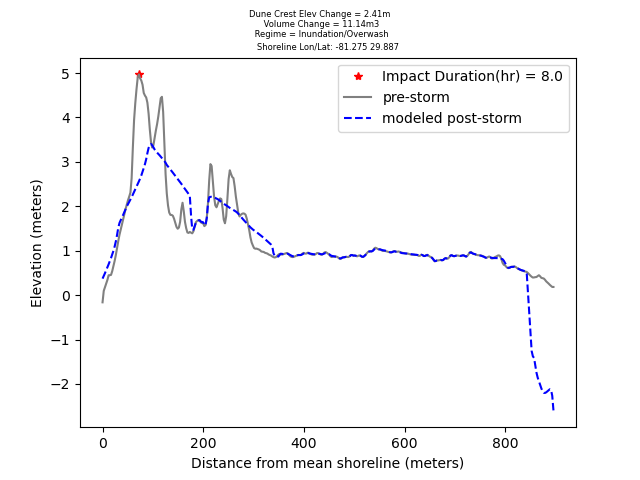 Dune Crest Elev Change = 2.41m
Volume Change = 11.14m3
Regime = Inundation/Overwash
Shoreline Lon/Lat: -81.275 29.887
Impact Duration(hr) = 8.0
pre-storm
modeled post-storm
Elevation (meters)
5
4
3
2
1
0
−1
−2
0 200 400 600 800
Distance from mean shoreline (meters)